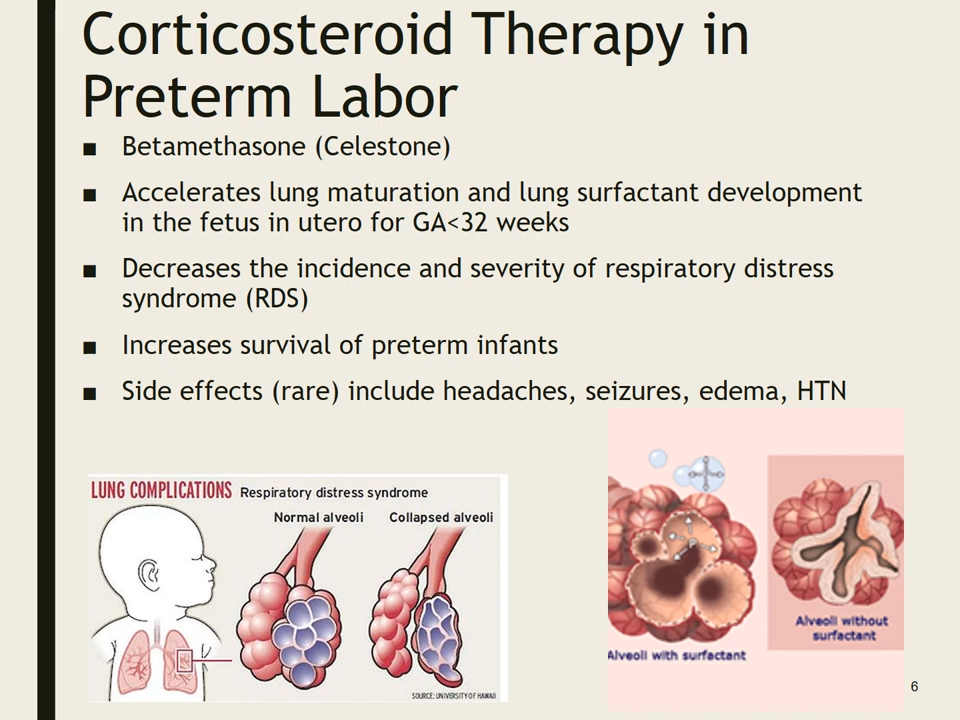 Corticosteroid Therapy in
Preterm Labor
■ Betamethasone (Celestone)
■ Accelerates lung maturation and lung surfactant development
in the fetus in utero for GA<32 weeks
■ Decreases the incidence and severity of respiratory distress
syndrome (RDS)
■ Increases survival of preterm infants
■ Side effects (rare) include headaches, seizures, edema, HTN
LUNG COMPLICATIONS Respiratory distress syndrome
Normal alveoli Collapsed alveoli
SOURCE: UNIVERSITY OF HAWAII
Alveoli with surfactant
Alveoli without
surfactant
6